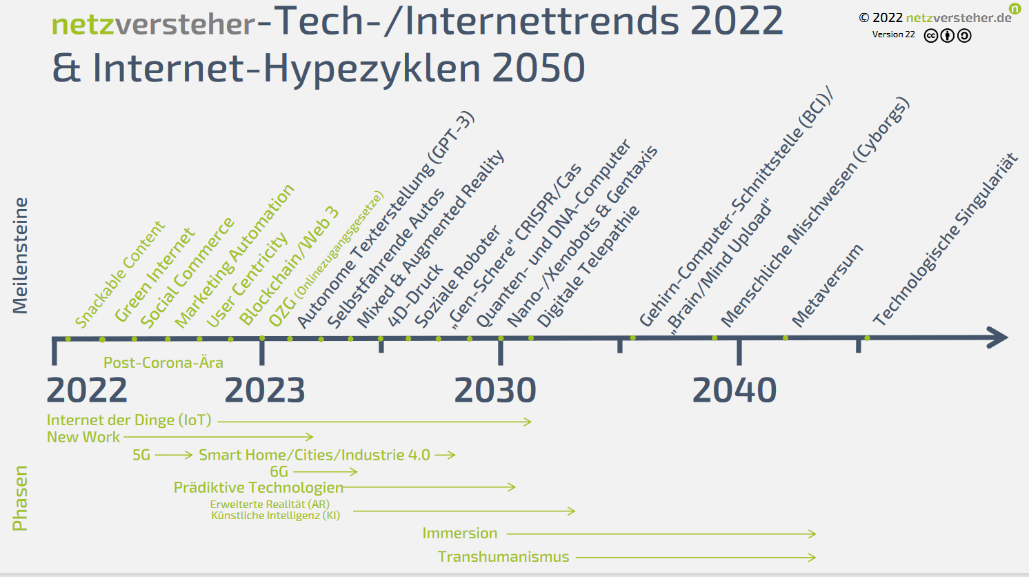 netzversteher-Tech-/Internettrends 2022
& Internet-Hypezyklen 2050
© 2022 netzversteher.de
n
Version 22
Meilensteine
Snackable Content
Green Internet
Social Commerce
Marketing Automation
User Centricity
Blockchain/Web 3
OZG (Onlinezugangsgesetze)
Autonome Texterstellung (GPT-3)
Selbstfahrende Autos
Mixed & Augmented Reality
4D-Druck
Soziale Roboter
„Gen-Schere" CRISPR/Cas
Quanten- und DNA-Computer
Nano-/Xenobots & Gentaxis
Digitale Telepathie
Gehirn-Computer-Schnittstelle (BCI)/
„Brain/Mind Upload"
Menschliche Mischwesen (Cyborgs)
Metaversum
Technologische Singulariät
Post-Corona-Ära
2022
2023
2030
2040
Phasen
Internet der Dinge (IoT)
New Work
5G
Smart Home/Cities/Industrie 4.0
6G
Prädiktive Technologien
Erweiterte Realität (AR)
Künstliche Intelligenz (KI)
Immersion
Transhumanismus